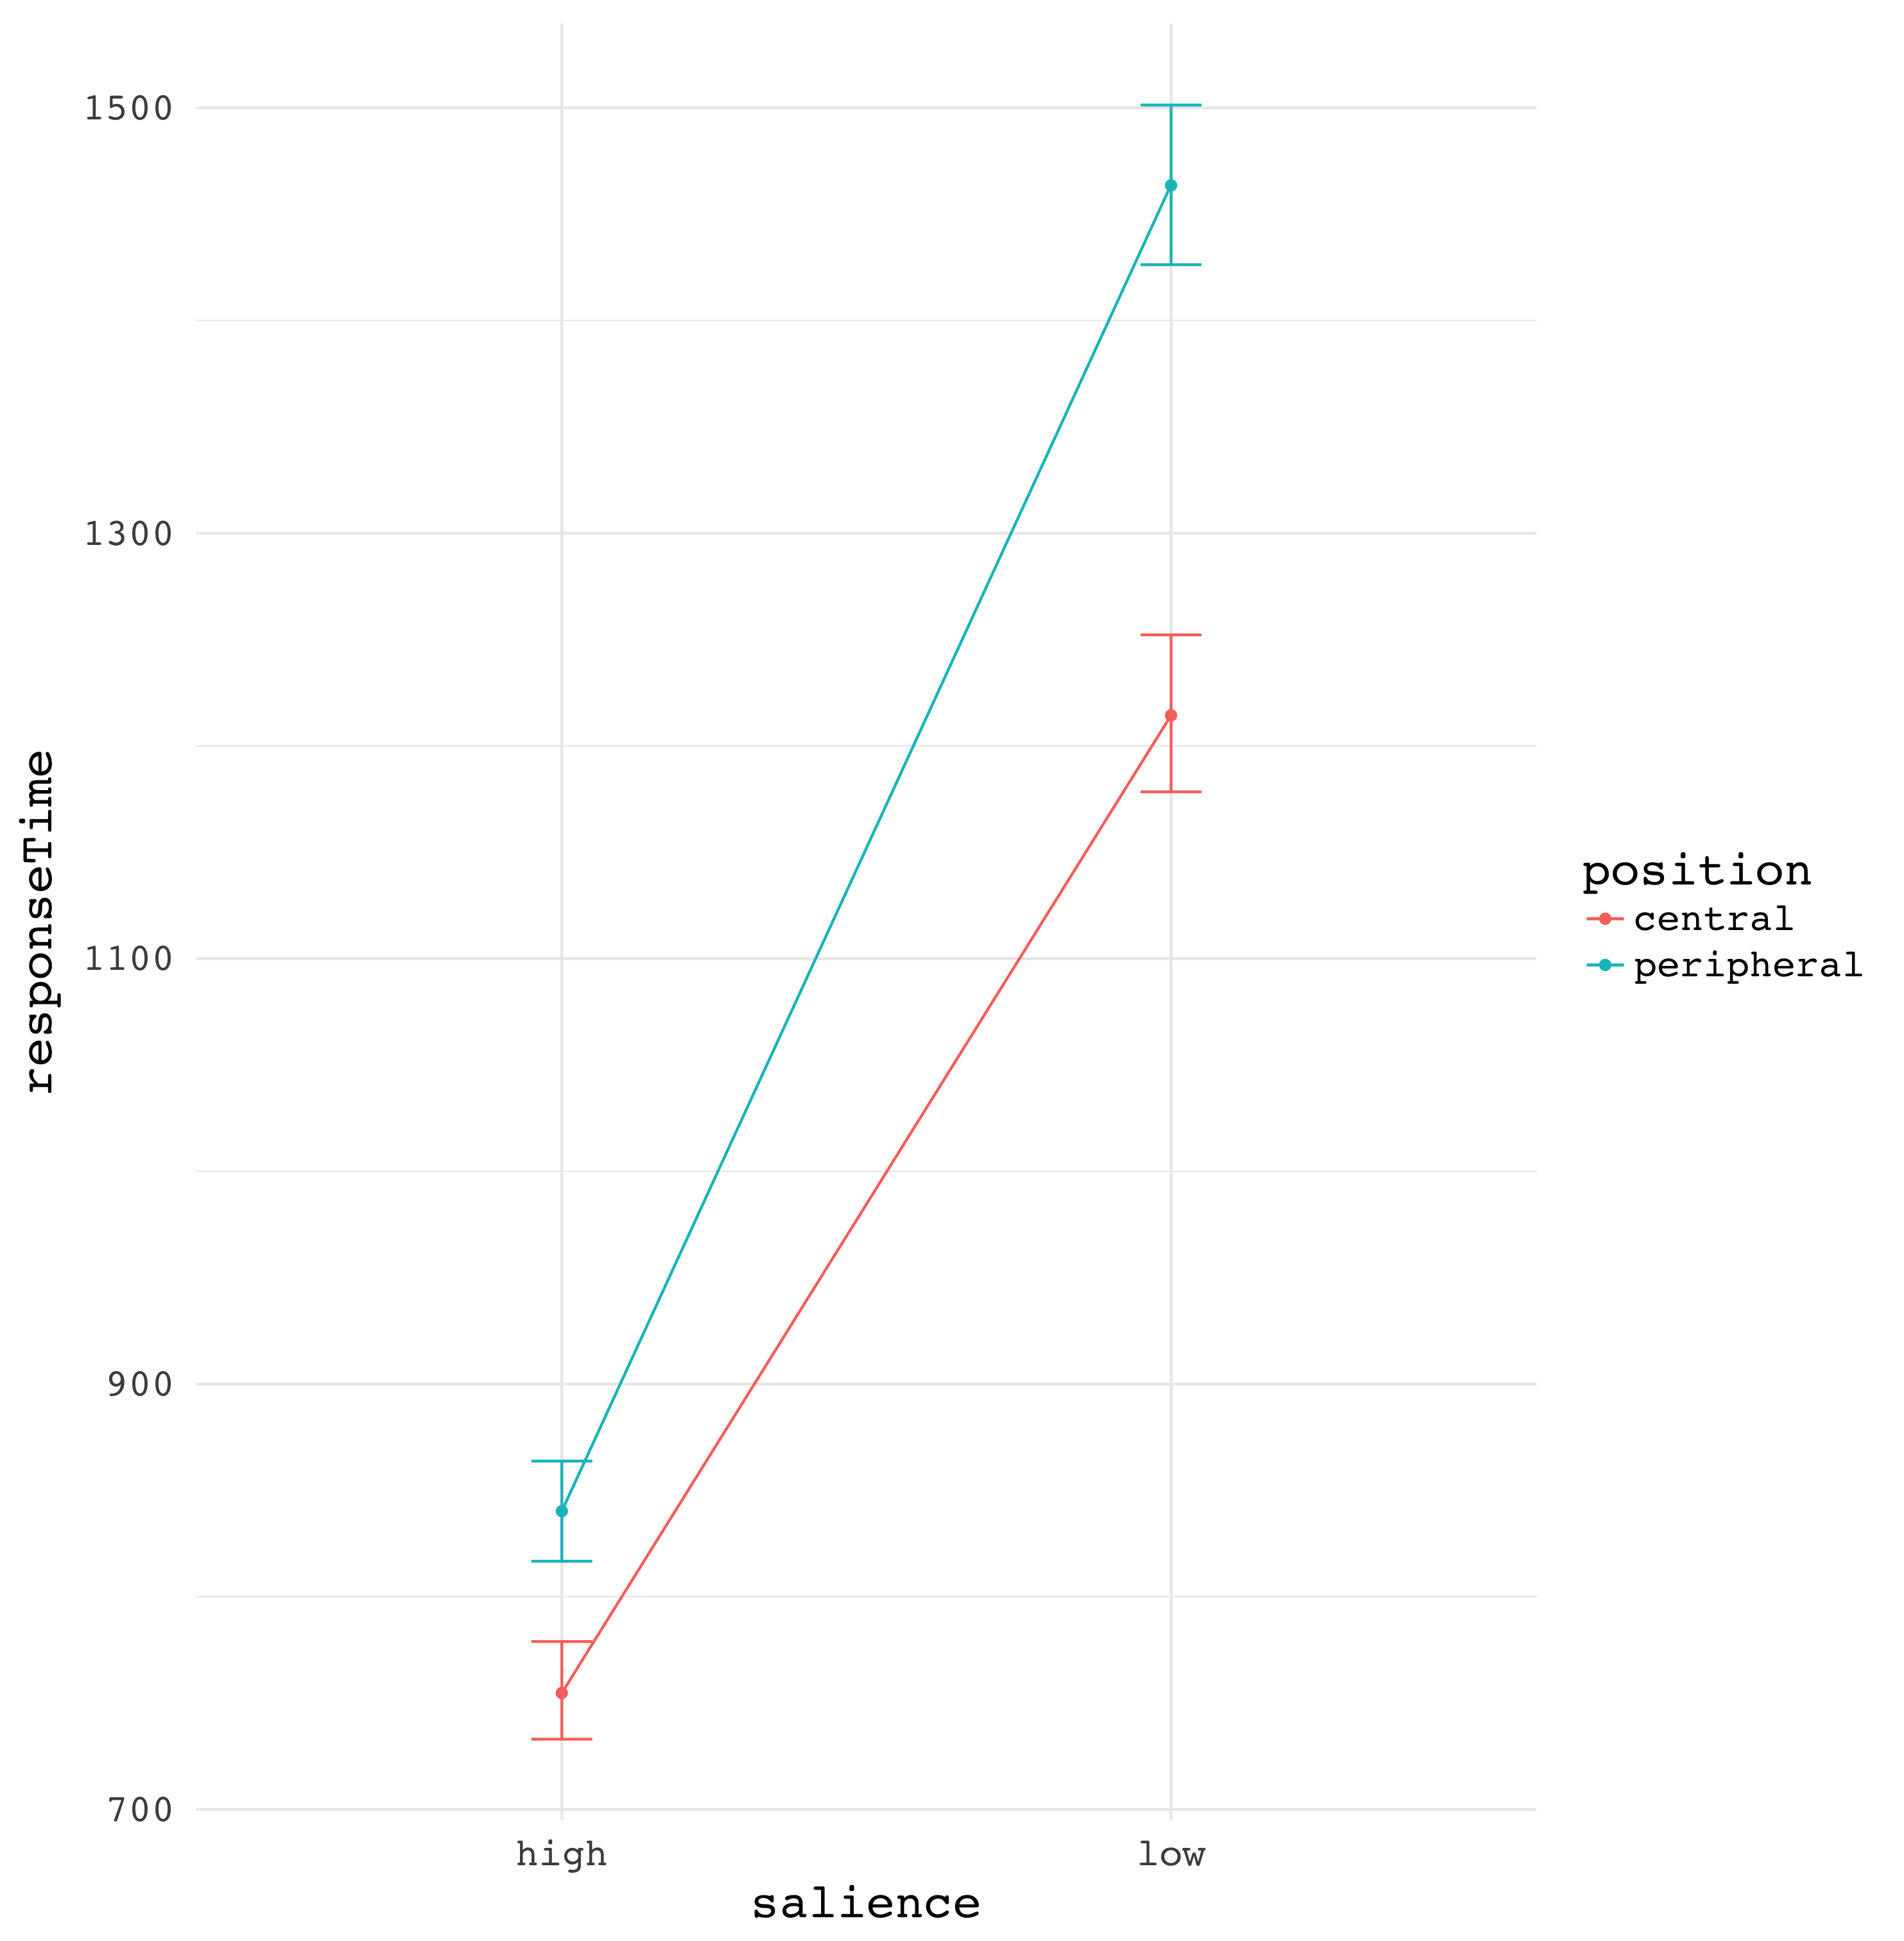 responseTime
1500
1300
1100
900
700
high
low
salience
position
central
peripheral